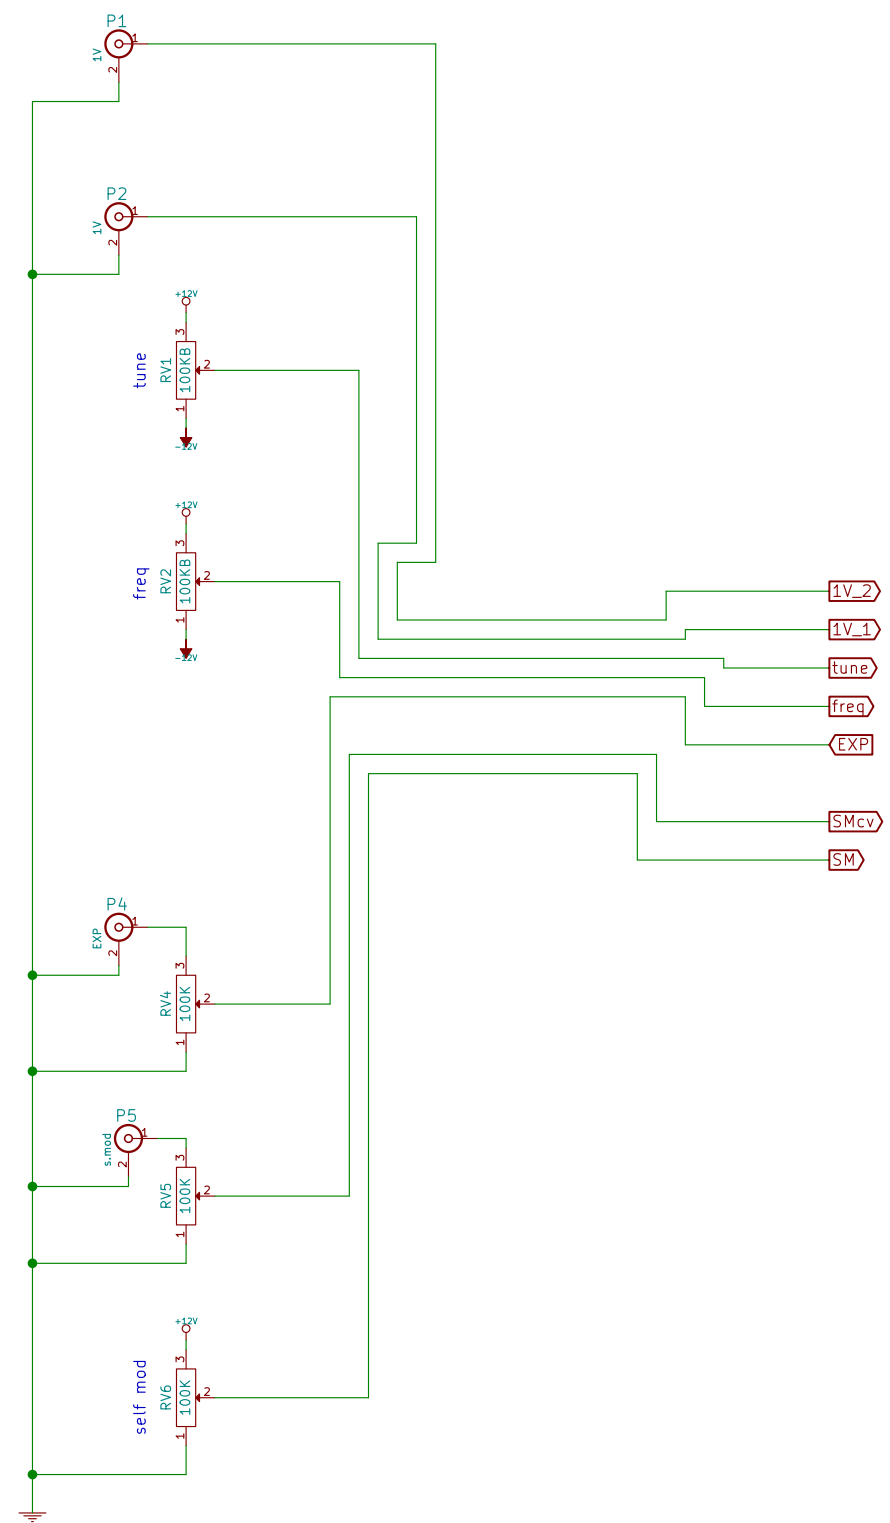 P1
1
1V
2
P2
1
1V
2
+12V
3
tune
RV1
100KB
2
1
-12V
+12V
3
freq
RV2
100KB
2
1
-12V
1V_2
1V_1
tune
freq
EXP
SMcv
SM
P4
1
EXP
2
3
RV4
100K
2
1
P5
1
s.mod
2
3
RV5
100K
2
1
+12V
3
self mod
RV6
100K
2
1